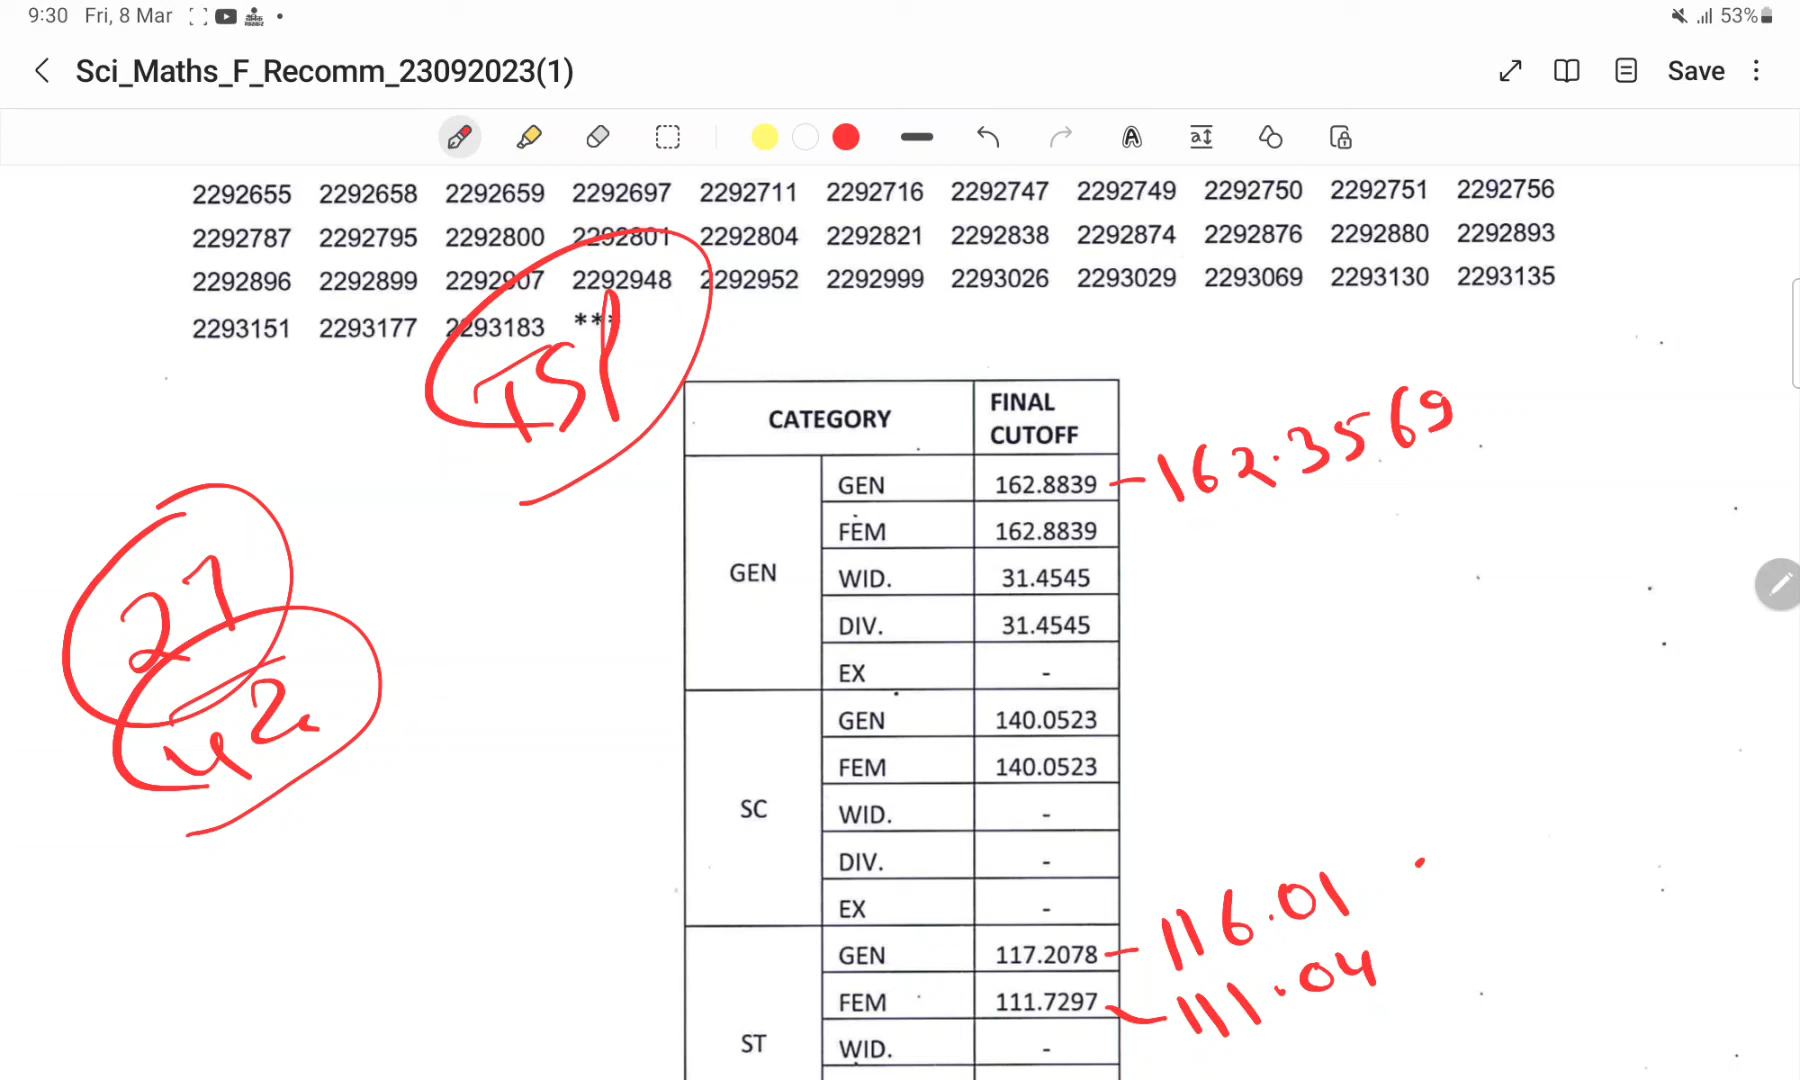 9:30 Fri, 8 Mar 53%
Sci_Maths_F_Recomm_23092023(1) Save
2292655 2292658 2292659 2292697 2292711 2292716 2292747 2292749 2292750 2292751 2292756
2292787 2292795 2292800 2292801 2292804 2292821 2292838 2292874 2292876 2292880 2292893
2292896 2292899 2292907 2292948 2292952 2292999 2293026 2293029 2293069 2293130 2293135
2293151 2293177 2293183 ***
TSP
CATEGORY FINAL CUTOFF
GEN GEN 162.8839 - 162.3569
FEM 162.8839
WID. 31.4545
DIV. 31.4545
EX -
27
42
SC GEN 140.0523
FEM 140.0523
WID. -
DIV. -
EX -
ST GEN 117.2078 - 116.01
FEM 111.7297 - 111.04
WID. -